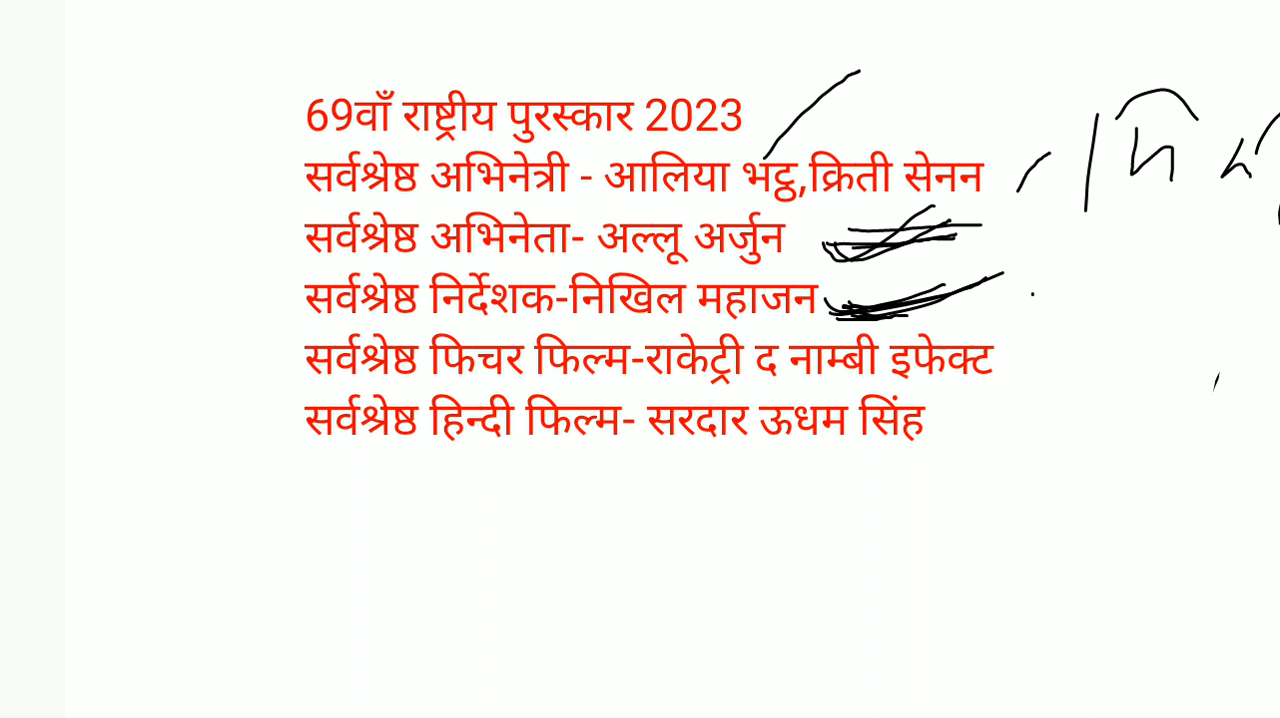 69वाँ राष्ट्रीय पुरस्कार 2023
सर्वश्रेष्ठ अभिनेत्री - आलिया भट्ठ,क्रिती सेनन
सर्वश्रेष्ठ अभिनेता- अल्लू अर्जुन
सर्वश्रेष्ठ निर्देशक-निखिल महाजन
सर्वश्रेष्ठ फिचर फिल्म-राकेट्री द नाम्बी इफेक्ट
सर्वश्रेष्ठ हिन्दी फिल्म- सरदार ऊधम सिंह